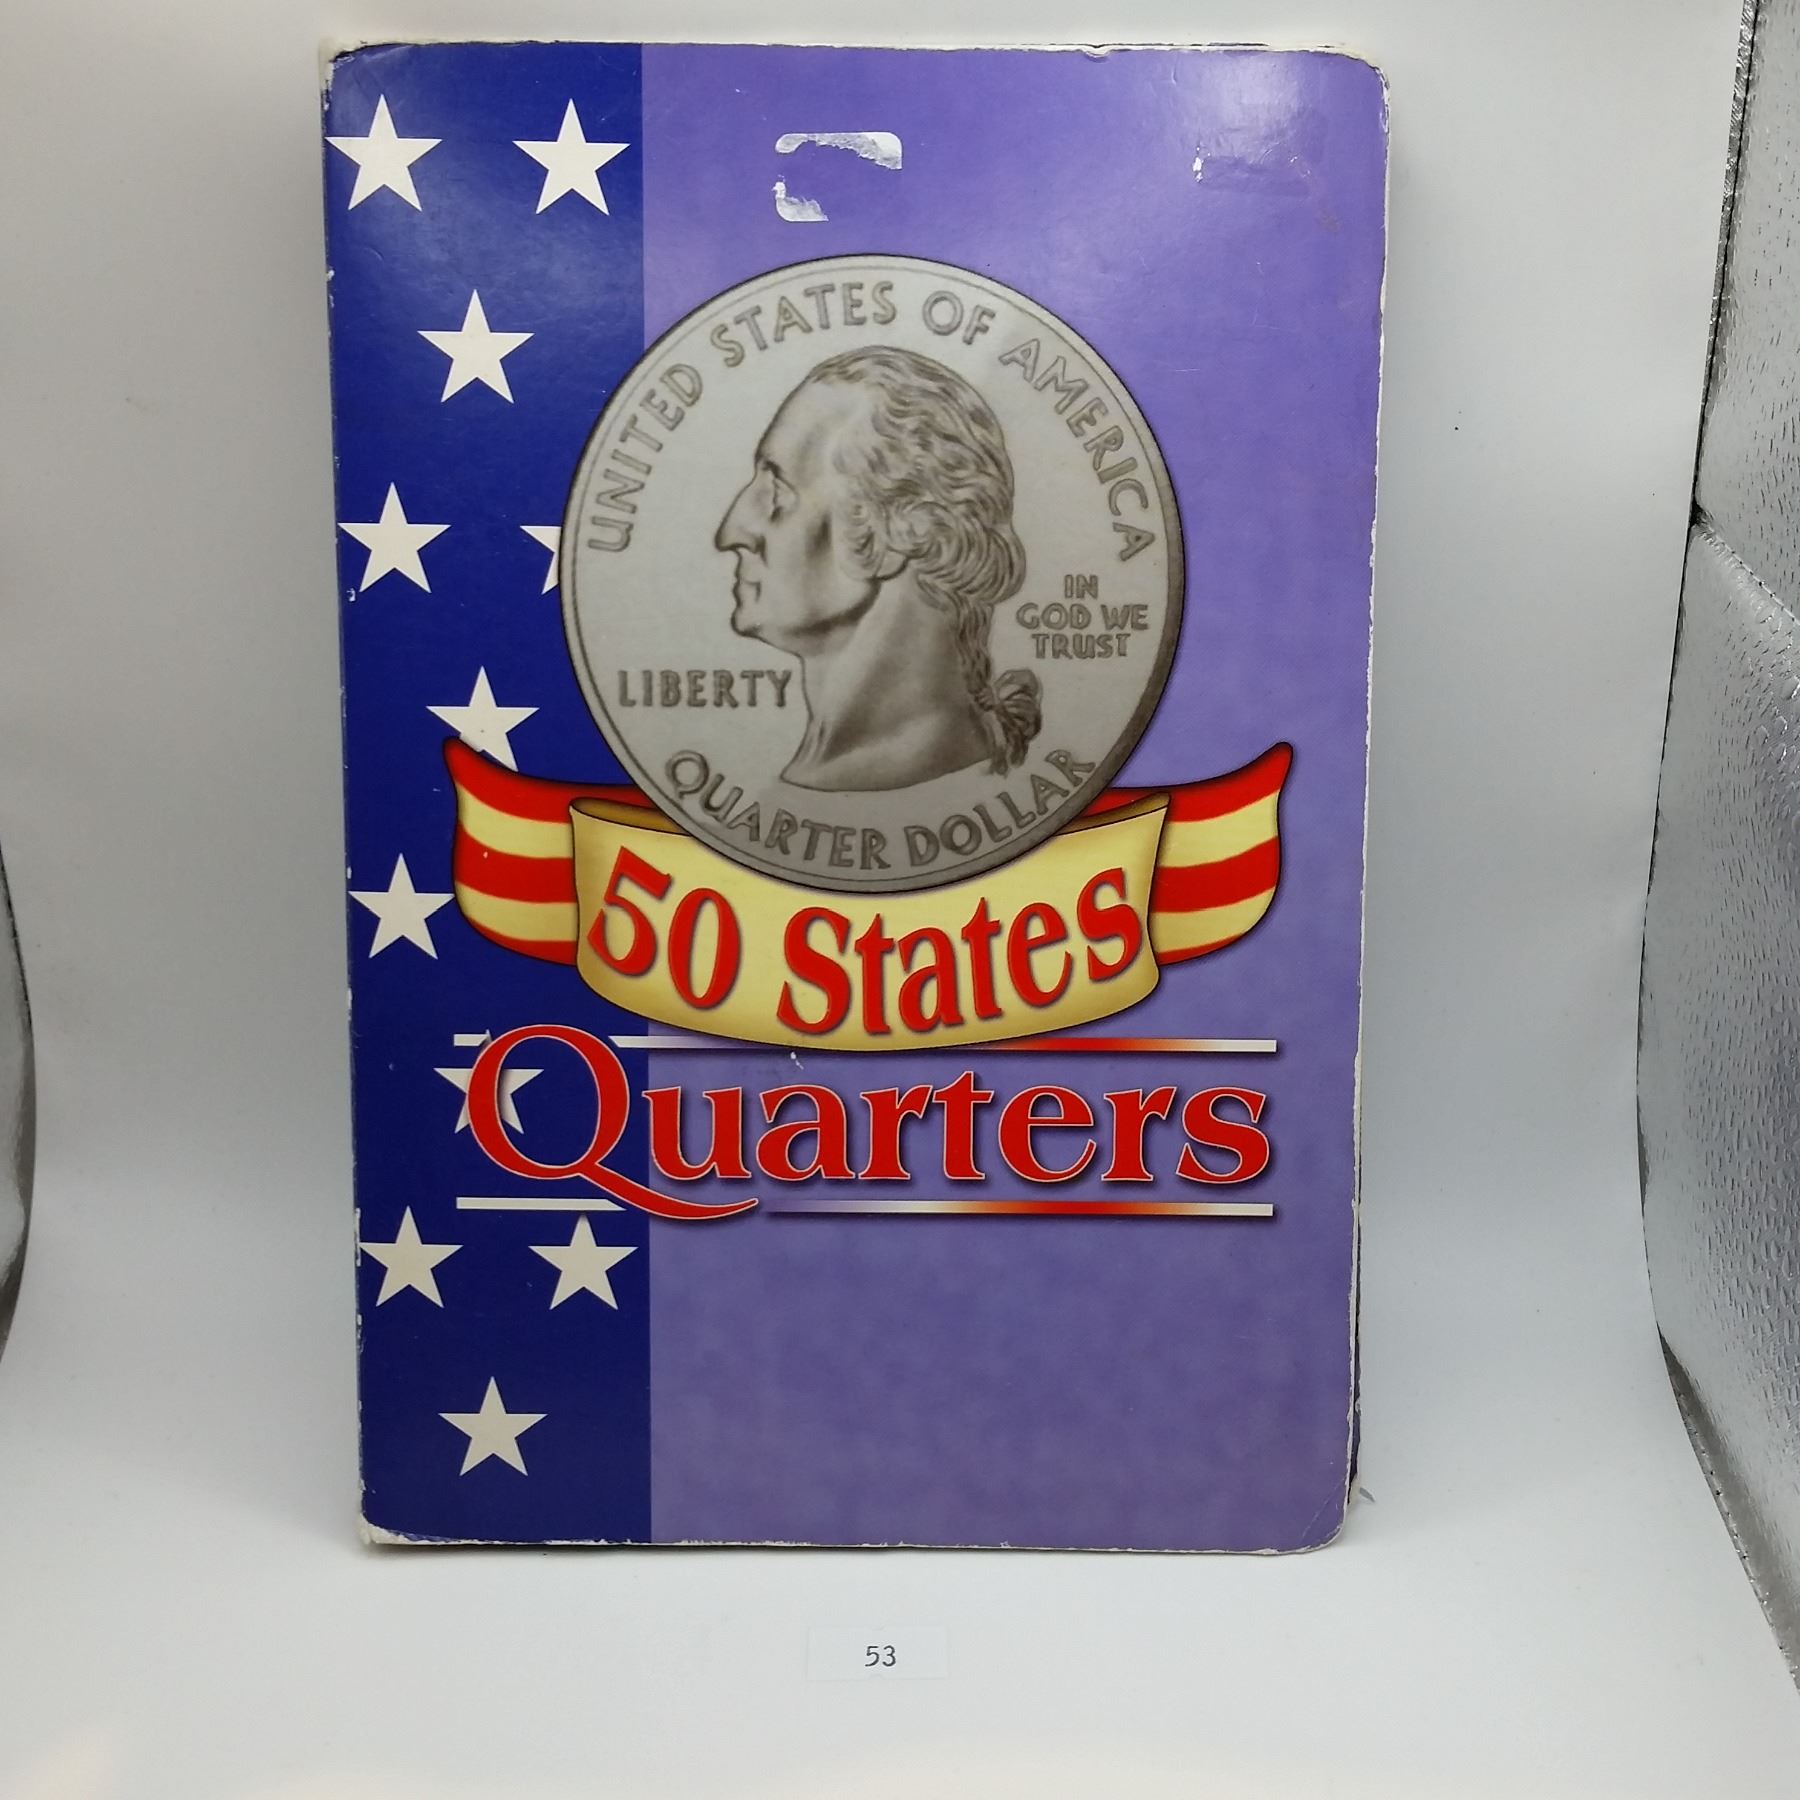 UNITED STATES OF AMERICA
IN
GOD WE
TRUST
LIBERTY
QUARTER DOLLAR
50 States
Quarters
53